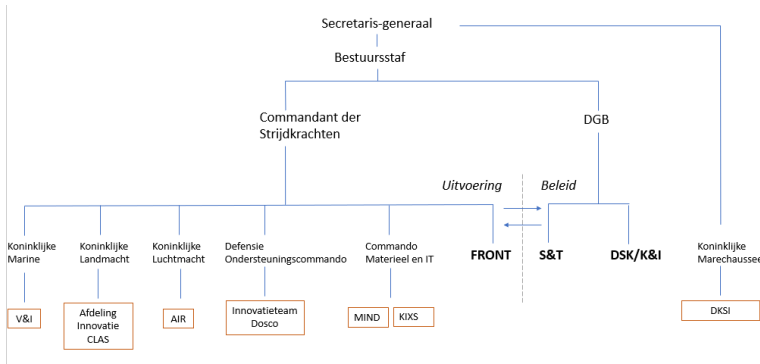 Secretaris-generaal
Bestuursstaf
Commandant der
Strijdkrachten
DGB
Uitvoering
Beleid
Koninklijke
Marine
Koninklijke
Landmacht
Koninklijke
Luchtmacht
Defensie
Ondersteuningscommando
Commando
Materieel en IT
FRONT
S&T
DSK/K&I
Koninklijke
Marechaussee
V&I
Afdeling
Innovatie
CLAS
AIR
Innovatieteam
Dosco
MIND
KIXS
DKSI